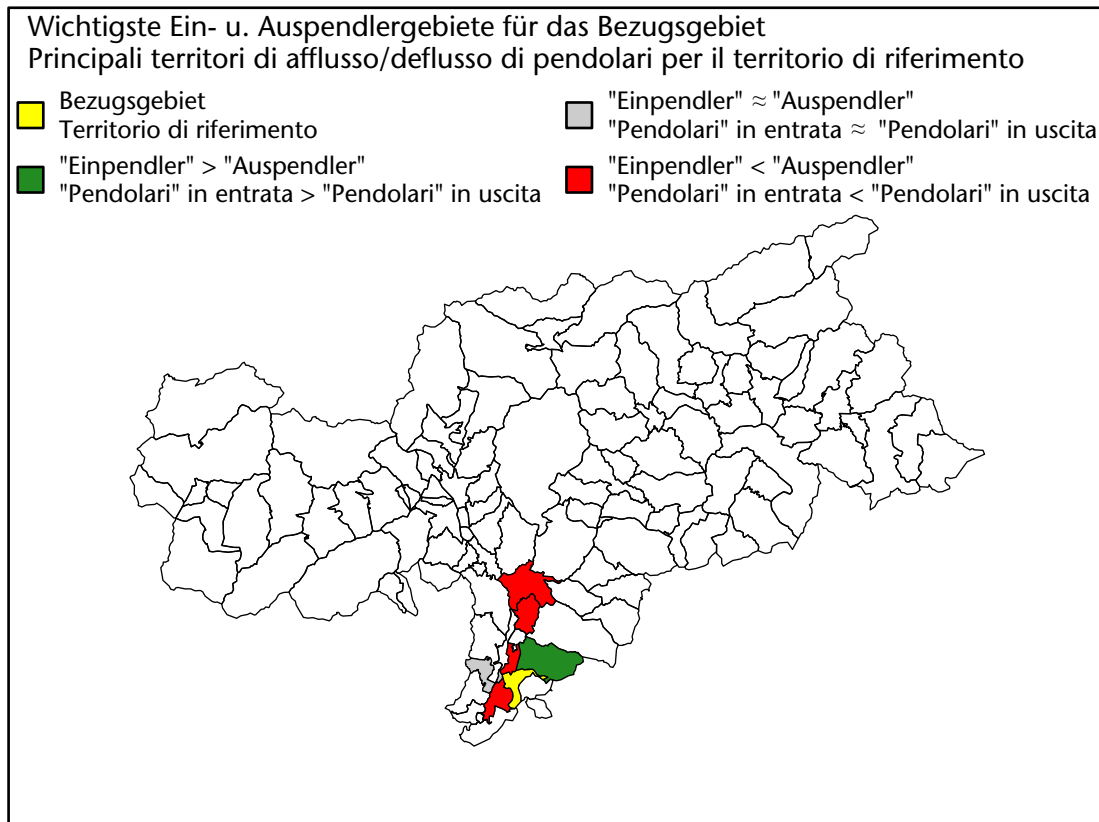 Wichtigste Ein- u. Auspendlergebiete für das Bezugsgebiet
Principali territori di afflusso/deflusso di pendolari per il territorio di riferimento
Bezugsgebiet
Territorio di riferimento
"Einpendler" > "Auspendler"
"Pendolari" in entrata > "Pendolari" in uscita
"Einpendler" ≈ "Auspendler"
"Pendolari" in entrata ≈ "Pendolari" in uscita
"Einpendler" < "Auspendler"
"Pendolari" in entrata < "Pendolari" in uscita